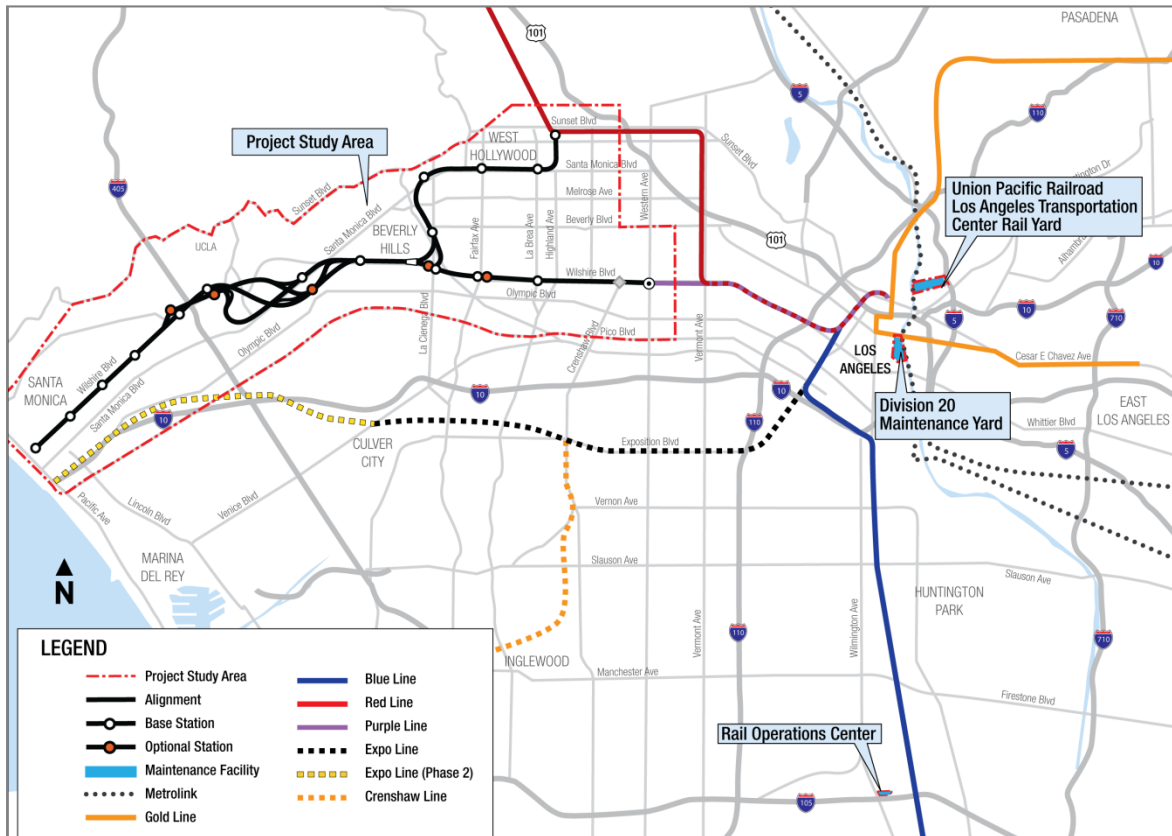 PASADENA
101
5
110
Project Study Area
WEST
HOLLYWOOD
Sunset Blvd
Sunset Blvd
Santa Monica Blvd
Union Pacific Railroad
Los Angeles Transportation
Center Rail Yard
405
Sunset Blvd
Santa Monica Blvd
Melrose Ave
Western Ave
UCLA
BEVERLY
HILLS
Fairfax Ave
La Brea Ave
Highland Ave
Beverly Blvd
101
Alhambra
10
Wilshire Blvd
Olympic Blvd
10
5
710
La Cienega Blvd
Crenshaw Blvd
Pico Blvd
Vermont Ave
Olympic Blvd
LOS
ANGELES
Cesar E Chavez Ave
SANTA
MONICA
Wilshire Blvd
Santa Monica Blvd
10
10
10
110
Division 20
Maintenance Yard
EAST
LOS ANGELES
Whittier Blvd
5
CULVER
CITY
Exposition Blvd
Pacific Ave
Lincoln Blvd
Venice Blvd
Vernon Ave
MARINA
DEL REY
Slauson Ave
Slauson Ave
N
HUNTINGTON
PARK
Vermont Ave
110
Wilmington Ave
710
INGLEWOOD
Manchester Ave
Firestone Blvd
Rail Operations Center
105
LEGEND
Project Study Area
Alignment
Base Station
Optional Station
Maintenance Facility
Metrolink
Gold Line
Blue Line
Red Line
Purple Line
Expo Line
Expo Line (Phase 2)
Crenshaw Line